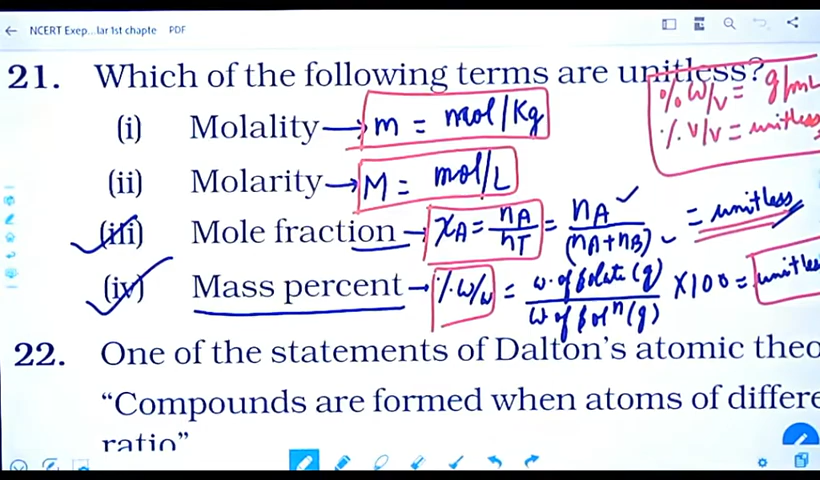 NCERT Exep...lar 1st chapte PDF
21. Which of the following terms are unitless?
% w/v = g/mL
% v/v = unitless
(i) Molality → m = mol/Kg
(ii) Molarity → M = mol/L
(iii) Mole fraction → χA = nA/nT = nA/(nA+nB) = unitless
(iv) Mass percent → % w/w = w. of solute (g)/w of solⁿ (g) × 100 = unitles
22. One of the statements of Dalton's atomic theo
"Compounds are formed when atoms of differe
ratio"